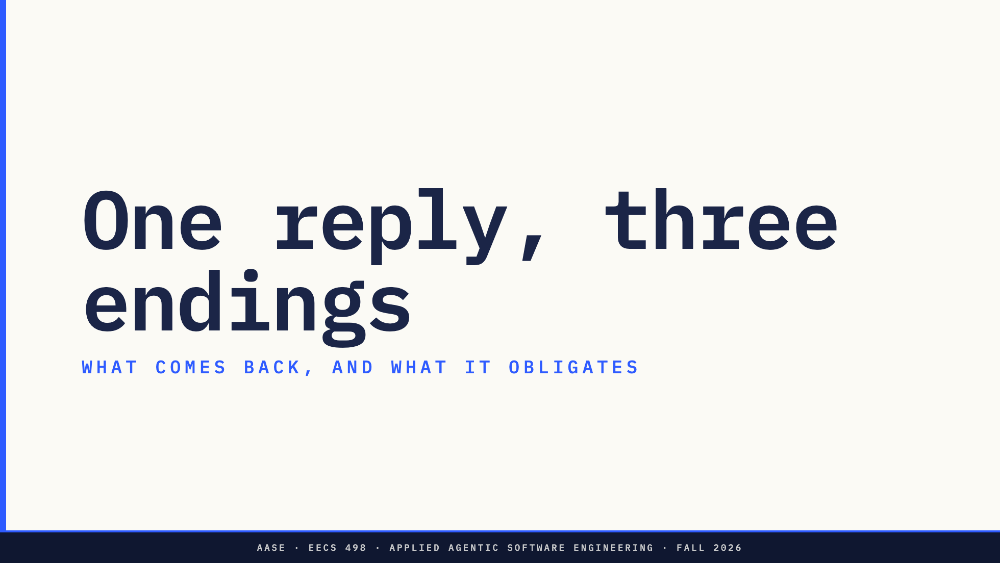 One reply, three
endings
WHAT COMES BACK, AND WHAT IT OBLIGATES
AASE · EECS 498 · APPLIED AGENTIC SOFTWARE ENGINEERING · FALL 2026